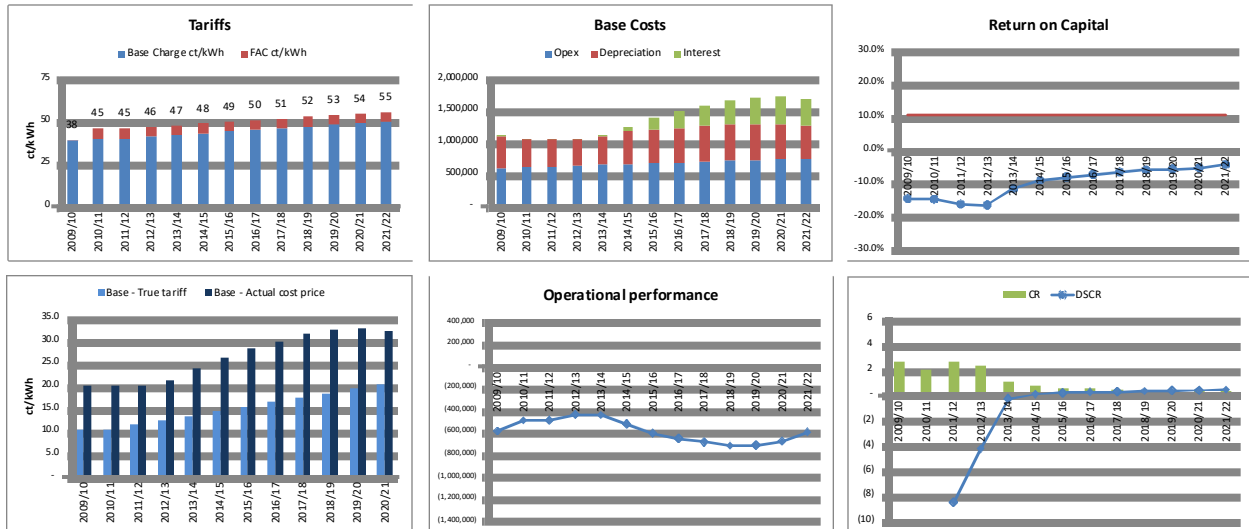 Tariffs
Base Charge ct/kWh FAC ct/kWh
75
50
25
0
ct/kWh
38 45 45 46 47 48 49 50 51 52 53 54 55
2009/10 2010/11 2011/12 2012/13 2013/14 2014/15 2015/16 2016/17 2017/18 2018/19 2019/20 2020/21 2021/22
Base Costs
Opex Depreciation Interest
2,000,000
1,500,000
1,000,000
500,000
-
2009/10 2010/11 2011/12 2012/13 2013/14 2014/15 2015/16 2016/17 2017/18 2018/19 2019/20 2020/21 2021/22
Return on Capital
30.0%
20.0%
10.0%
0.0%
-10.0%
-20.0%
-30.0%
2009/10 2010/11 2011/12 2012/13 2013/14 2014/15 2015/16 2016/17 2017/18 2018/19 2019/20 2020/21 2021/22
Base - True tariff Base - Actual cost price
35.0
30.0
25.0
20.0
15.0
10.0
5.0
-
ct/kWh
2009/10 2010/11 2011/12 2012/13 2013/14 2014/15 2015/16 2016/17 2017/18 2018/19 2019/20 2020/21
Operational performance
400,000
200,000
-
(200,000)
(400,000)
(600,000)
(800,000)
(1,000,000)
(1,200,000)
(1,400,000)
2009/10 2010/11 2011/12 2012/13 2013/14 2014/15 2015/16 2016/17 2017/18 2018/19 2019/20 2020/21 2021/22
CR DSCR
6
4
2
-
(2)
(4)
(6)
(8)
(10)
2009/10 2010/11 2011/12 2012/13 2013/14 2014/15 2015/16 2016/17 2017/18 2018/19 2019/20 2020/21 2021/22